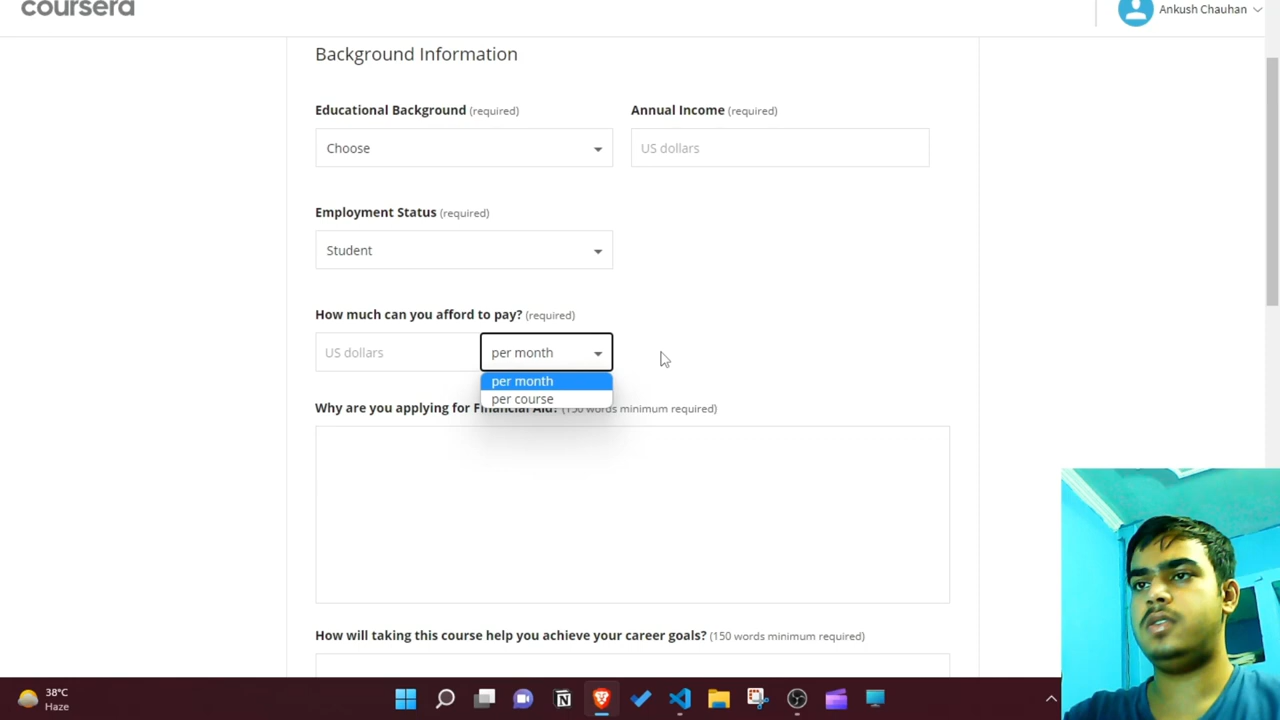 coursera
Ankush Chauhan
Background Information
Educational Background (required)
Annual Income (required)
Choose
US dollars
Employment Status (required)
Student
How much can you afford to pay? (required)
US dollars
per month
per month
per course
Why are you applying for Financial Aid? (150 words minimum required)
How will taking this course help you achieve your career goals? (150 words minimum required)
38°C
Haze